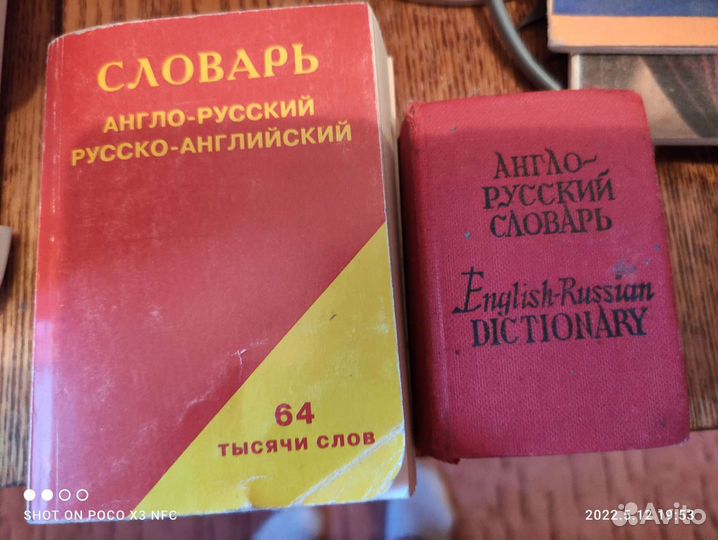 СЛОВАРЬ
АНГЛО-РУССКИЙ
РУССКО-АНГЛИЙСКИЙ
64
ТЫСЯЧИ СЛОВ
АНГЛО-
РУССКИЙ
СЛОВАРЬ
English-Russian
DICTIONARY
SHOT ON POCO X3 NFC
2022.5.12 19:53
Avito